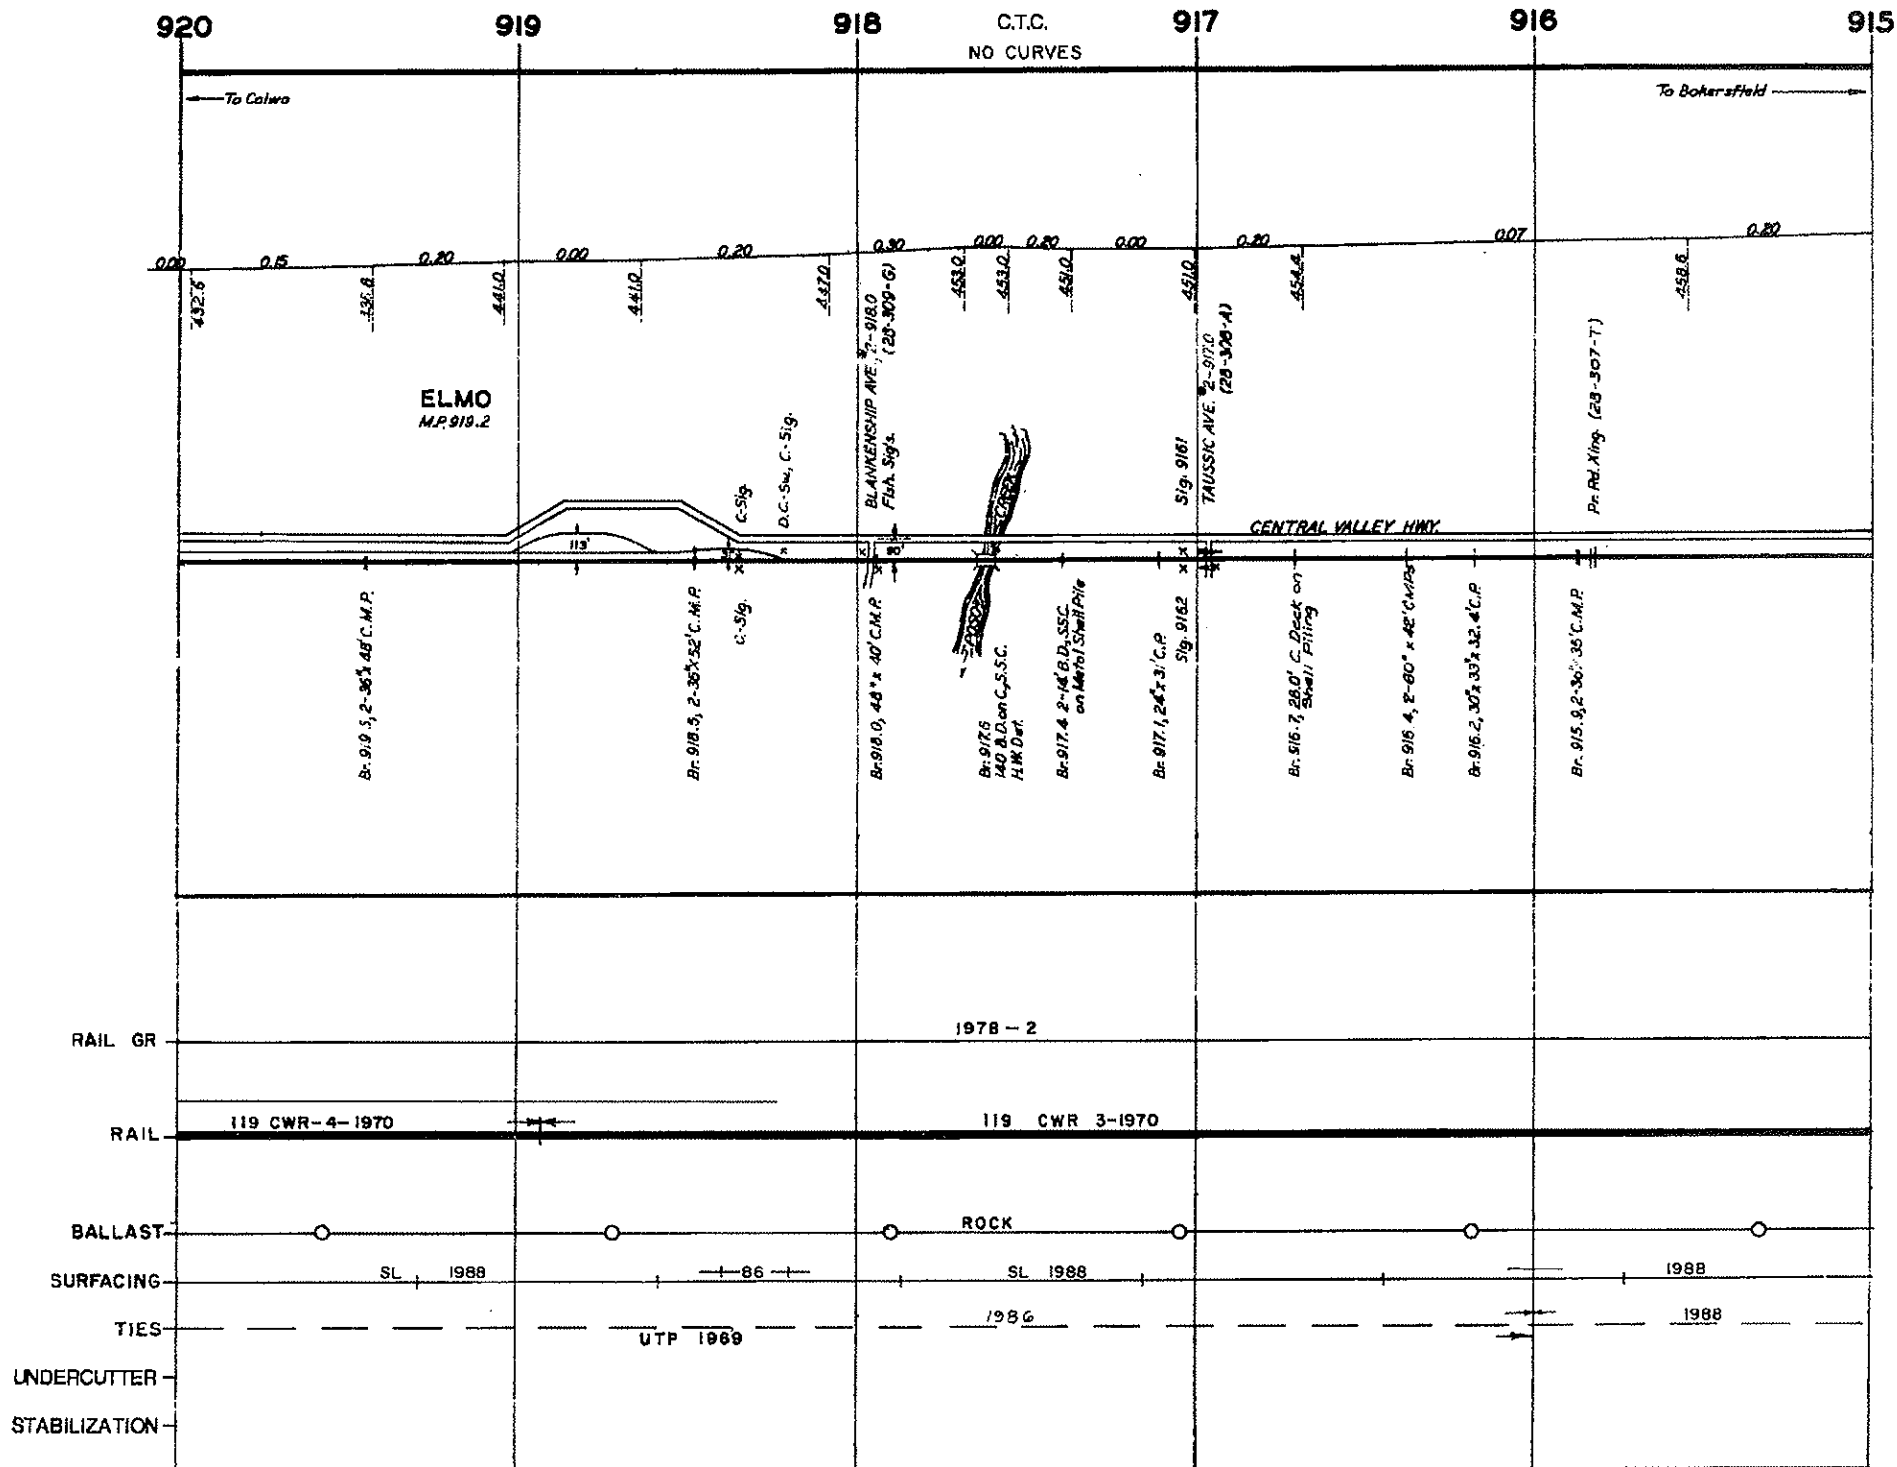 920 919 918 C.T.C. 917 916 915
NO CURVES
To Calwa
To Bakersfield
0.00 0.15 0.20 0.00 0.20 0.30 0.00 0.20 0.00 0.20 0.07 0.20
432.6 441.0 441.0 447.0 453.0 453.0 451.0 451.0 454.4 458.6
ELMO
M.P. 919.2
C-Sig.
D.C.-Sw., C.-Sig.
BLANKENSHIP AVE., #2-918.0
Flsh. Sig's. (28-309-G)
CREEK
Sig. 9161
TAUSSIC AVE. #2-917.0
(28-308-A)
Pr. Rd. Xing. (28-307-T)
CENTRAL VALLEY HWY.
113'
90'
POSO
Br. 919.5, 2-36"x 48' C.M.P.
Br. 918.5, 2-36"x 52' C.M.P.
C.-Sig.
Br. 918.0, 48" x 40' C.M.P.
Br. 917.6
140 B.D. on C., S.S.C.
H.W. Det.
Br. 917.4 2-14' B.D., S.S.C.
on Metal Shell Pile
Br. 917.1, 24"x 31' C.P.
Sig. 9162
Br. 916.7, 28.0' C. Deck on
Shell Piling
Br. 916.4, 2-60" x 42' CMPs
Br. 916.2, 30"x 33"x 32.4' C.P.
Br. 915.9, 2-30"x 35' C.M.P.
RAIL GR 1978-2
RAIL 119 CWR-4-1970 119 CWR 3-1970
BALLAST ROCK
SURFACING SL 1988 86 SL 1988 1988
TIES UTP 1969 1986 1988
UNDERCUTTER
STABILIZATION